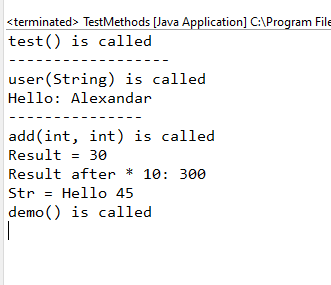 <terminated> TestMethods [Java Application] C:\Program File
test() is called
------------------
user(String) is called
Hello: Alexandar
---------------
add(int, int) is called
Result = 30
Result after * 10: 300
Str = Hello 45
demo() is called